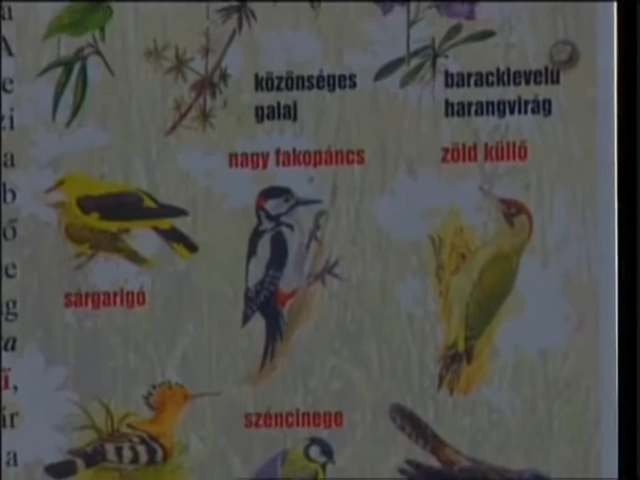 közönséges
galaj
baracklevelű
harangvirág
nagy fakopáncs
zöld küllő
sárgarigó
széncinege